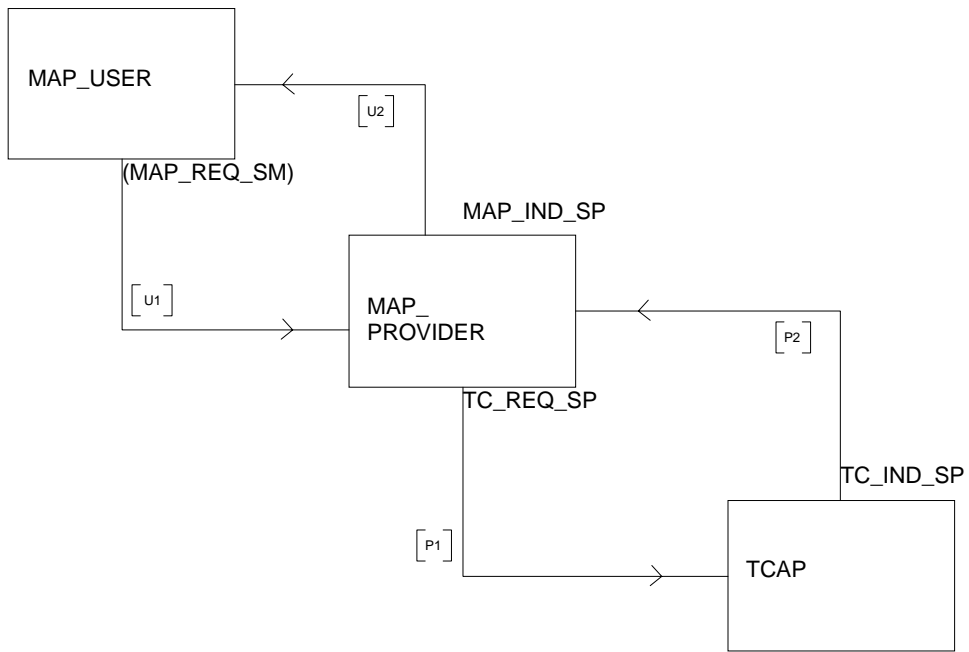 MAP_USER
[U2]
(MAP_REQ_SM)
MAP_IND_SP
[U1]
MAP_
PROVIDER
[P2]
TC_REQ_SP
TC_IND_SP
[P1]
TCAP